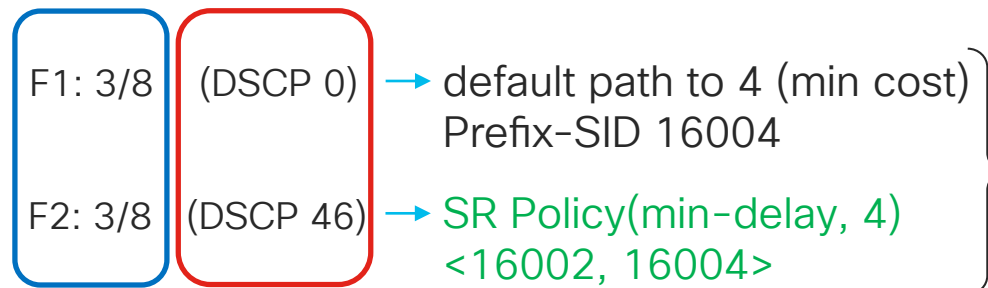 F1: 3/8 (DSCP 0) → default path to 4 (min cost)
Prefix-SID 16004
F2: 3/8 (DSCP 46) → SR Policy(min-delay, 4)
<16002, 16004>